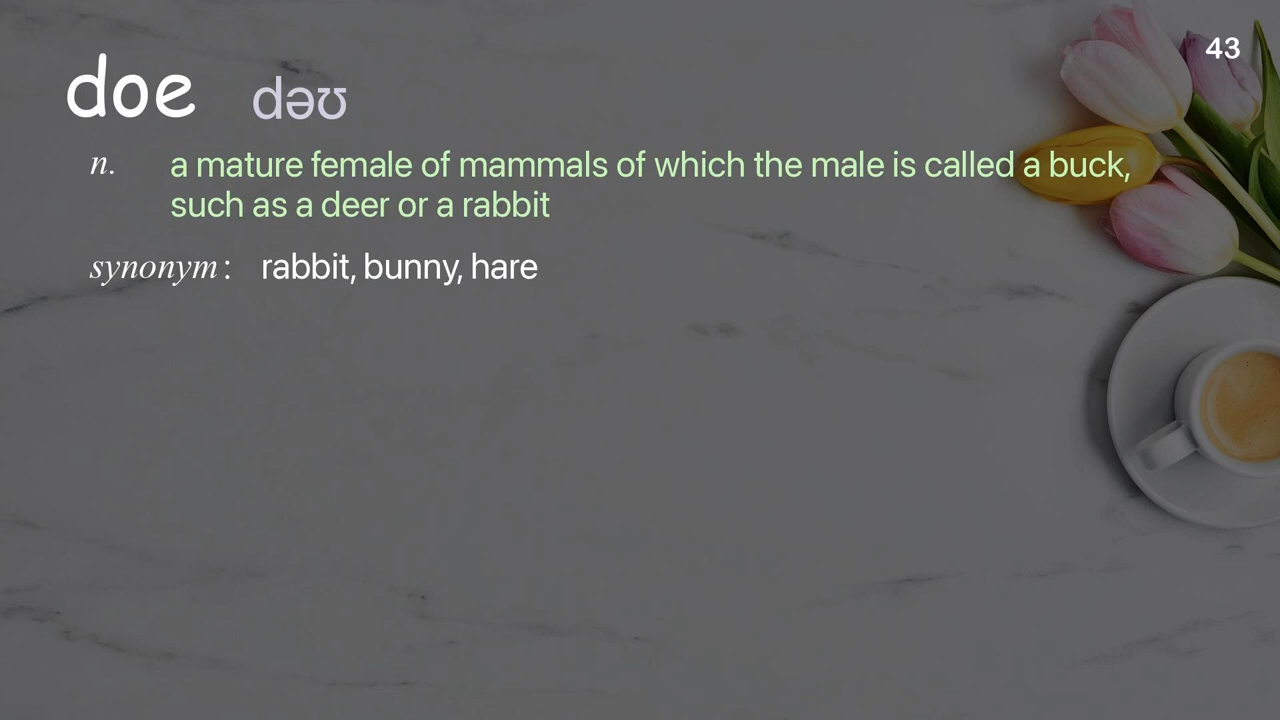 43
doe dəʊ
n. a mature female of mammals of which the male is called a buck,
such as a deer or a rabbit
synonym: rabbit, bunny, hare